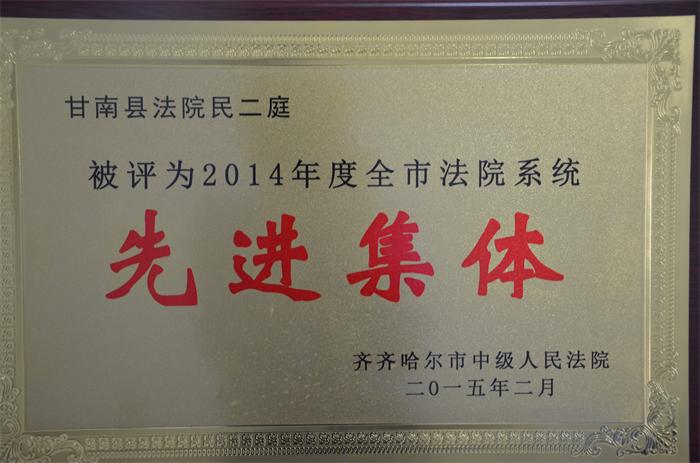 甘南县法院民二庭
被评为2014年度全市法院系统
先进集体
齐齐哈尔市中级人民法院
二〇一五年二月